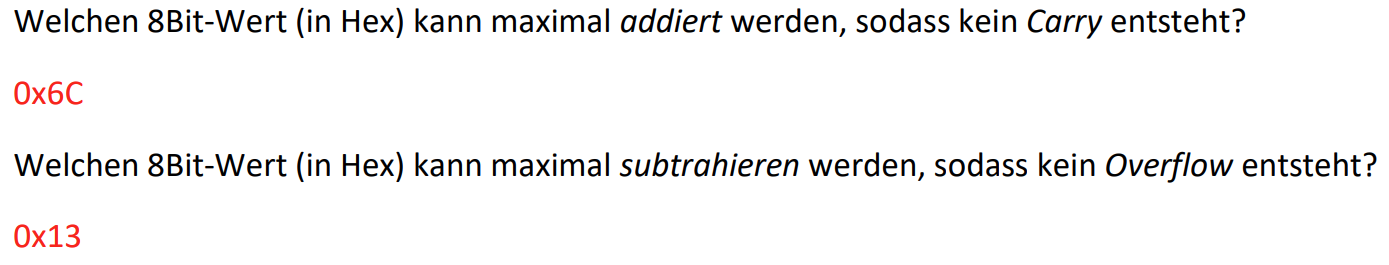 Welchen 8Bit-Wert (in Hex) kann maximal addiert werden, sodass kein Carry entsteht?
0x6C
Welchen 8Bit-Wert (in Hex) kann maximal subtrahieren werden, sodass kein Overflow entsteht?
0x13